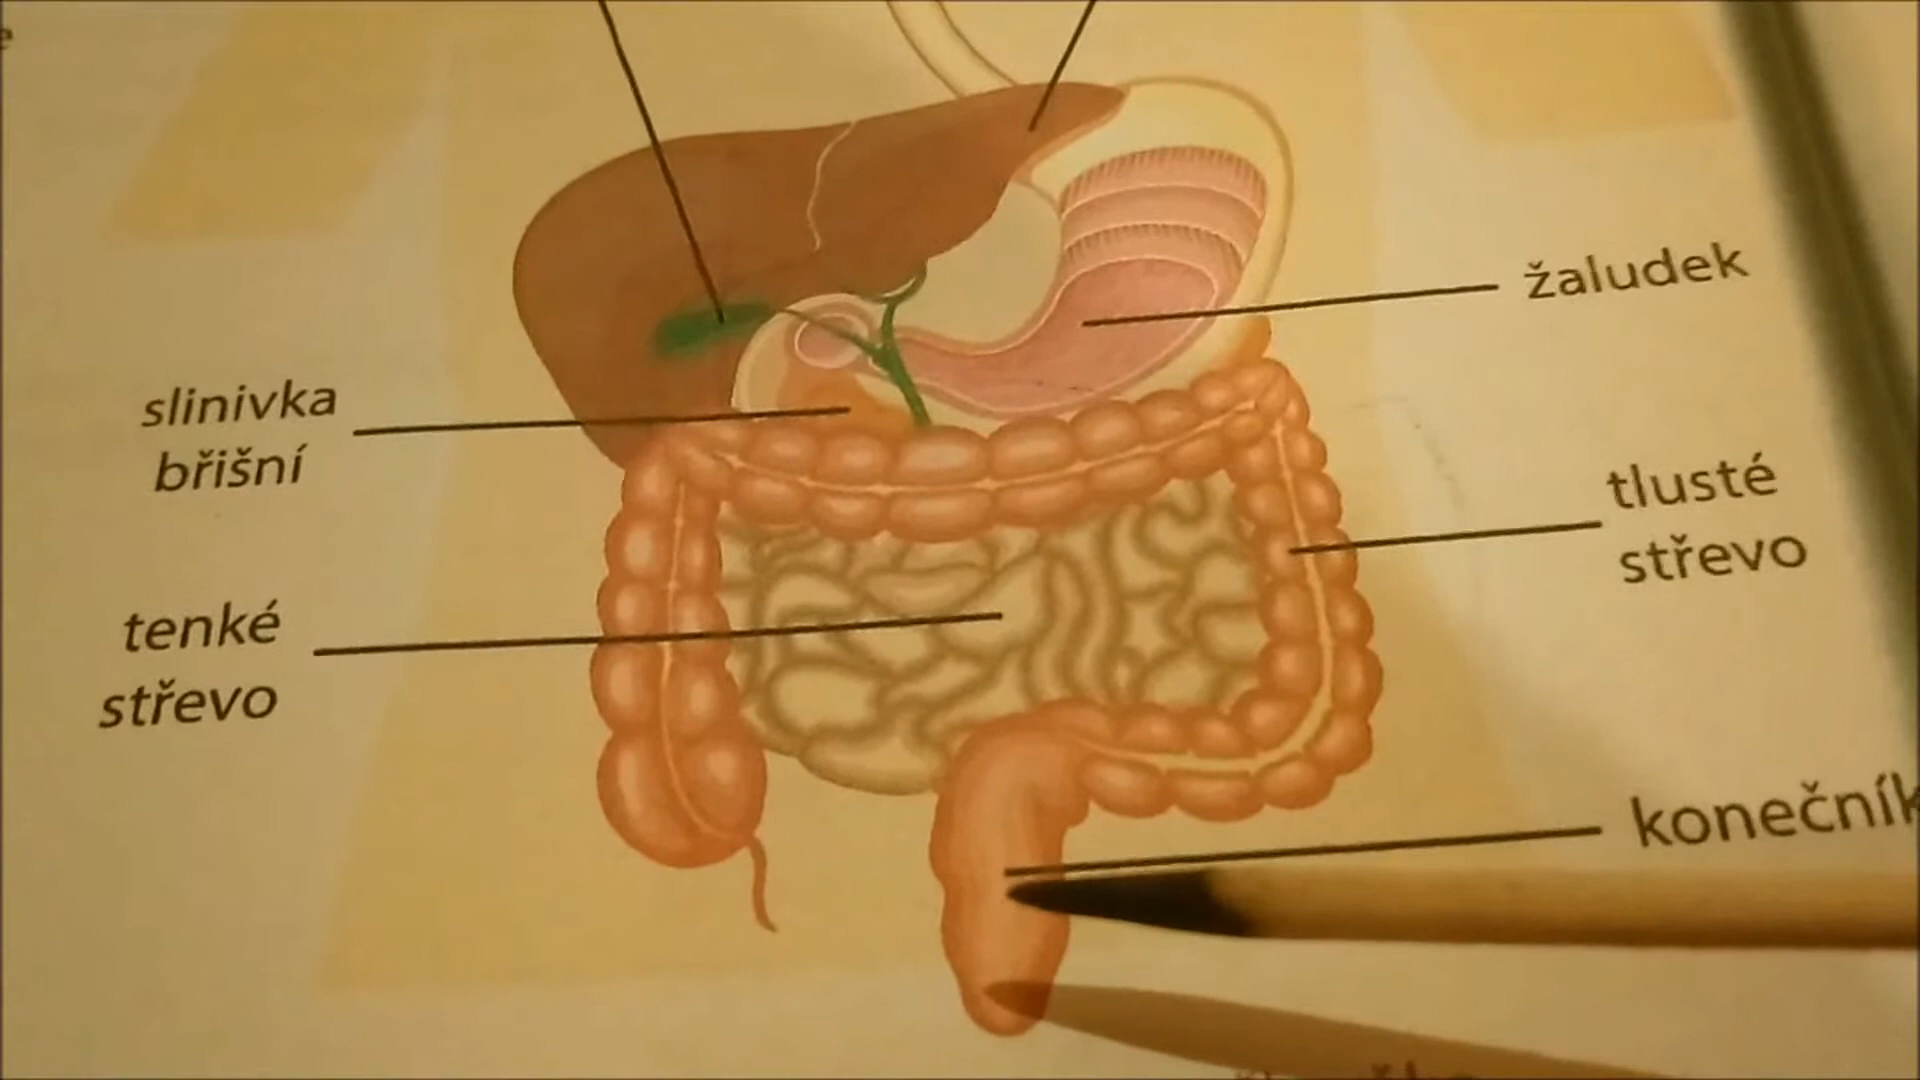 žaludek
slinivka
břišní
tlusté
střevo
tenké
střevo
konečník